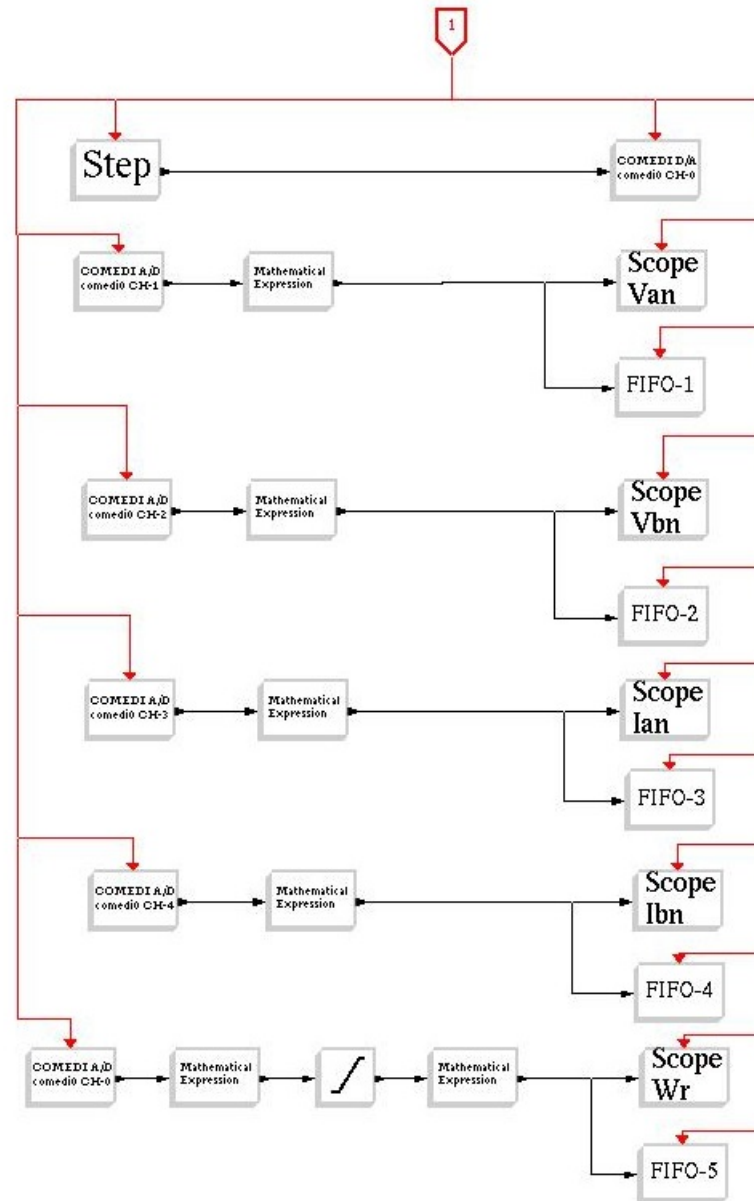 1
Step
COMEDI D/A
comedi0 CH-0
COMEDI A/D
comedi0 CH-1
Mathematical
Expression
Scope
Van
FIFO-1
COMEDI A/D
comedi0 CH-2
Mathematical
Expression
Scope
Vbn
FIFO-2
COMEDI A/D
comedi0 CH-3
Mathematical
Expression
Scope
Ian
FIFO-3
COMEDI A/D
comedi0 CH-4
Mathematical
Expression
Scope
Ibn
FIFO-4
COMEDI A/D
comedi0 CH-0
Mathematical
Expression
Mathematical
Expression
Scope
Wr
FIFO-5